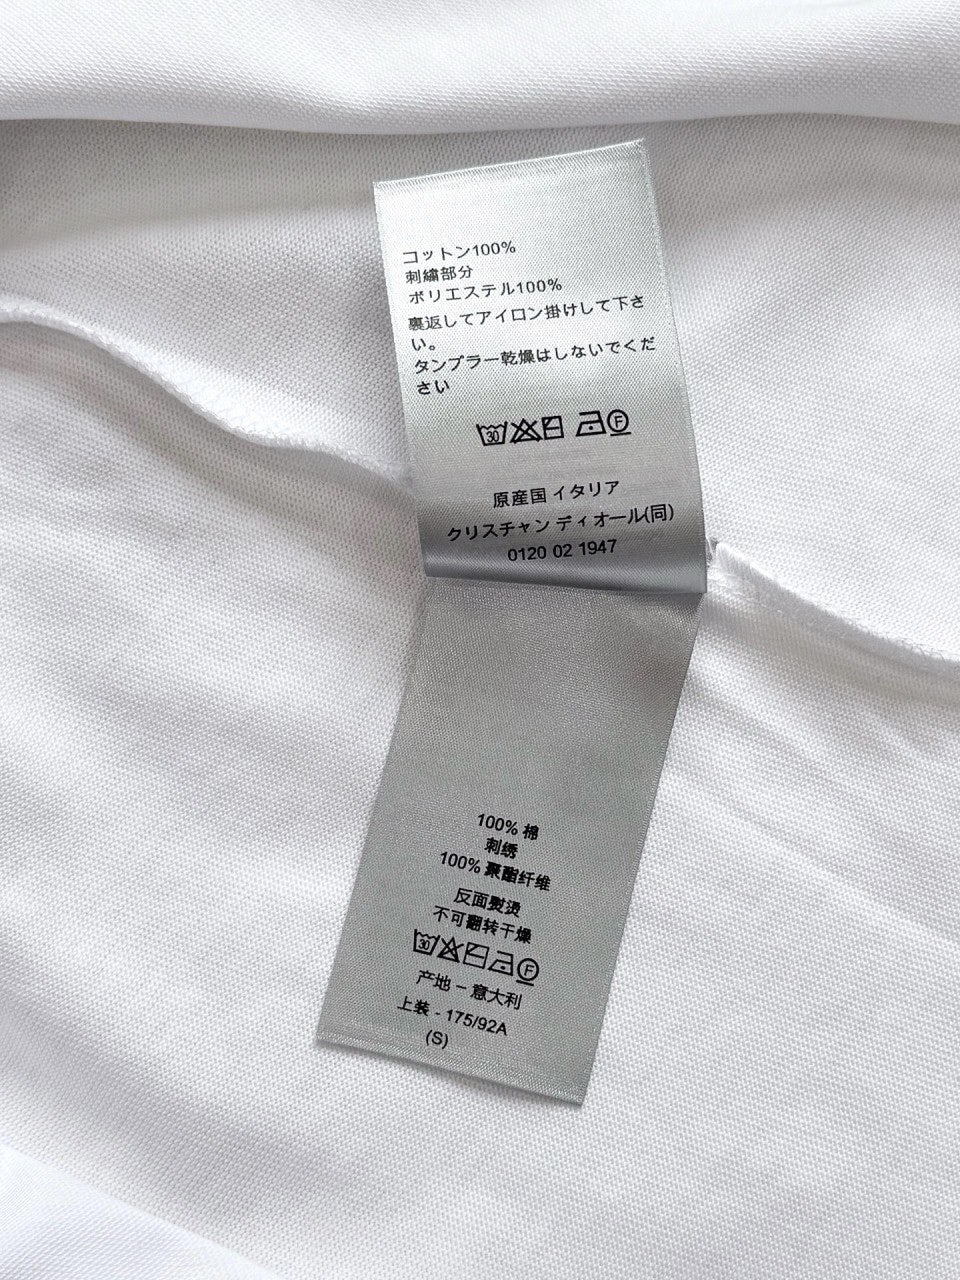 コットン100%
刺繍部分
ポリエステル100%
裏返してアイロン掛けして下さ
い。
タンブラー乾燥はしないでくだ
さい
30 F
原産国 イタリア
クリスチャン ディオール(同)
0120 02 1947
100% 棉
刺绣
100% 聚酯纤维
反面熨烫
不可翻转干燥
30 F
产地 – 意大利
上装 - 175/92A
(S)